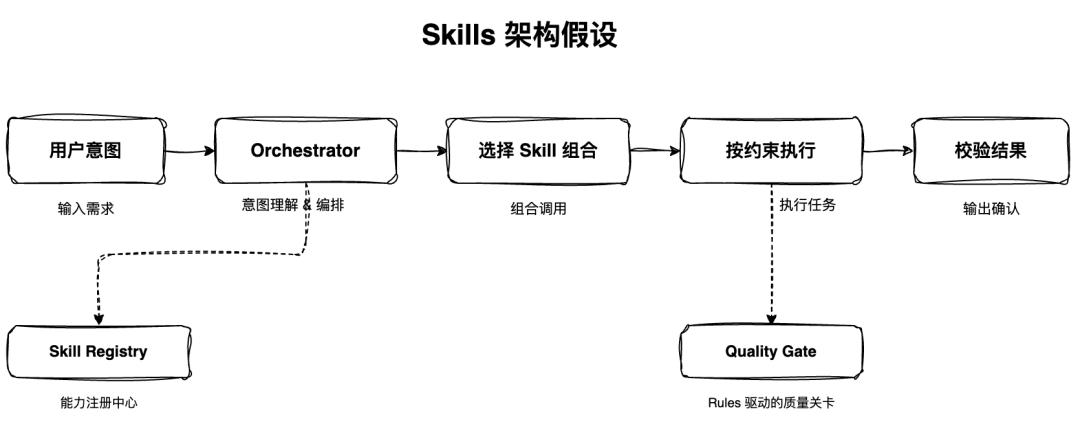 Skills 架构假设
用户意图
Orchestrator
选择 Skill 组合
按约束执行
校验结果
输入需求
意图理解 & 编排
组合调用
执行任务
输出确认
Skill Registry
Quality Gate
能力注册中心
Rules 驱动的质量关卡